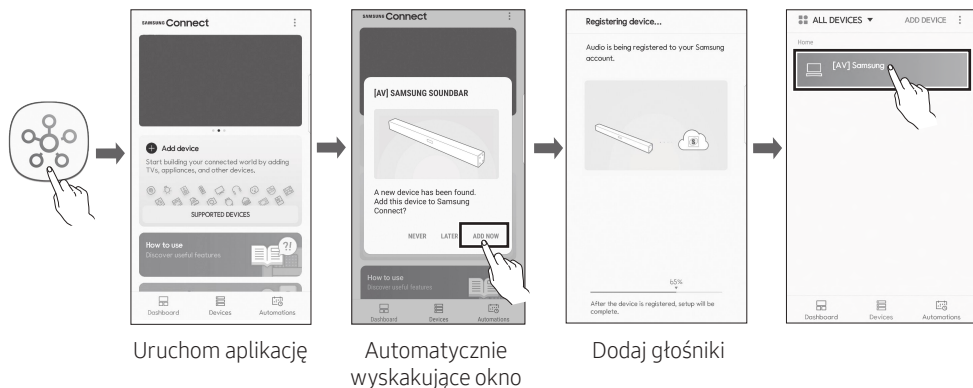 SAMSUNG Connect
Add device
Start building your connected world by adding
TVs, appliances, and other devices.
SUPPORTED DEVICES
How to use
Discover useful features
?!
Dashboard
Devices
Automations
Uruchom aplikację
SAMSUNG Connect
[AV] SAMSUNG SOUNDBAR
A new device has been found.
Add this device to Samsung
Connect?
NEVER
LATER
ADD NOW
How to use
Discover useful features
Dashboard
Devices
Automations
Automatycznie
wyskakujące okno
Registering device...
Audio is being registered to your Samsung
account.
S
65%
After the device is registered, setup will be
complete.
Dodaj głośniki
ALL DEVICES
ADD DEVICE
Home
[AV] Samsung
Dashboard
Devices
Automations